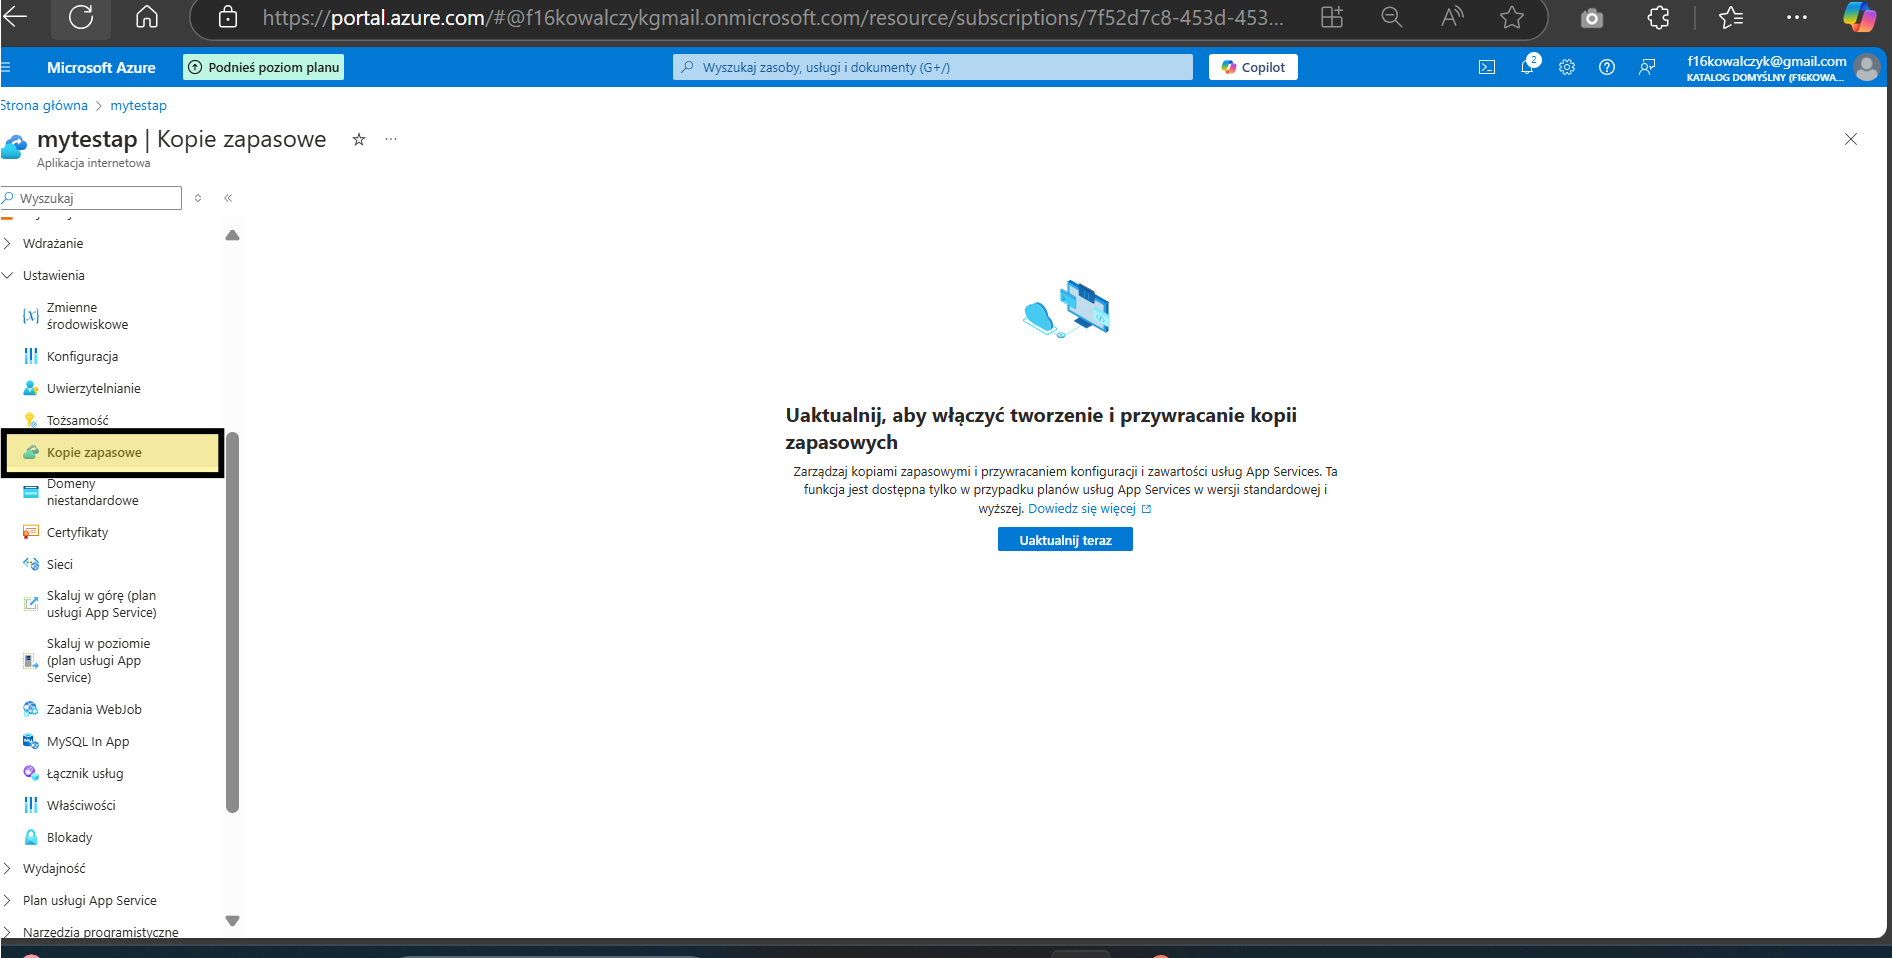 https://portal.azure.com/#@f16kowalczykgmail.onmicrosoft.com/resource/subscriptions/7f52d7c8-453d-453...
Microsoft Azure
Podnieś poziom planu
Wyszukaj zasoby, usługi i dokumenty (G+/)
Copilot
2
f16kowalczyk@gmail.com
KATALOG DOMYŚLNY (F16KOWA...
Strona główna > mytestap
mytestap | Kopie zapasowe
Aplikacja internetowa
Wyszukaj
Wdrażanie
Ustawienia
Zmienne
środowiskowe
Konfiguracja
Uwierzytelnianie
Tożsamość
Kopie zapasowe
Domeny
niestandardowe
Certyfikaty
Sieci
Skaluj w górę (plan
usługi App Service)
Skaluj w poziomie
(plan usługi App
Service)
Zadania WebJob
MySQL In App
Łącznik usług
Właściwości
Blokady
Wydajność
Plan usługi App Service
Narzędzia programistyczne
Uaktualnij, aby włączyć tworzenie i przywracanie kopii
zapasowych
Zarządzaj kopiami zapasowymi i przywracaniem konfiguracji i zawartości usług App Services. Ta
funkcja jest dostępna tylko w przypadku planów usług App Services w wersji standardowej i
wyższej. Dowiedz się więcej
Uaktualnij teraz